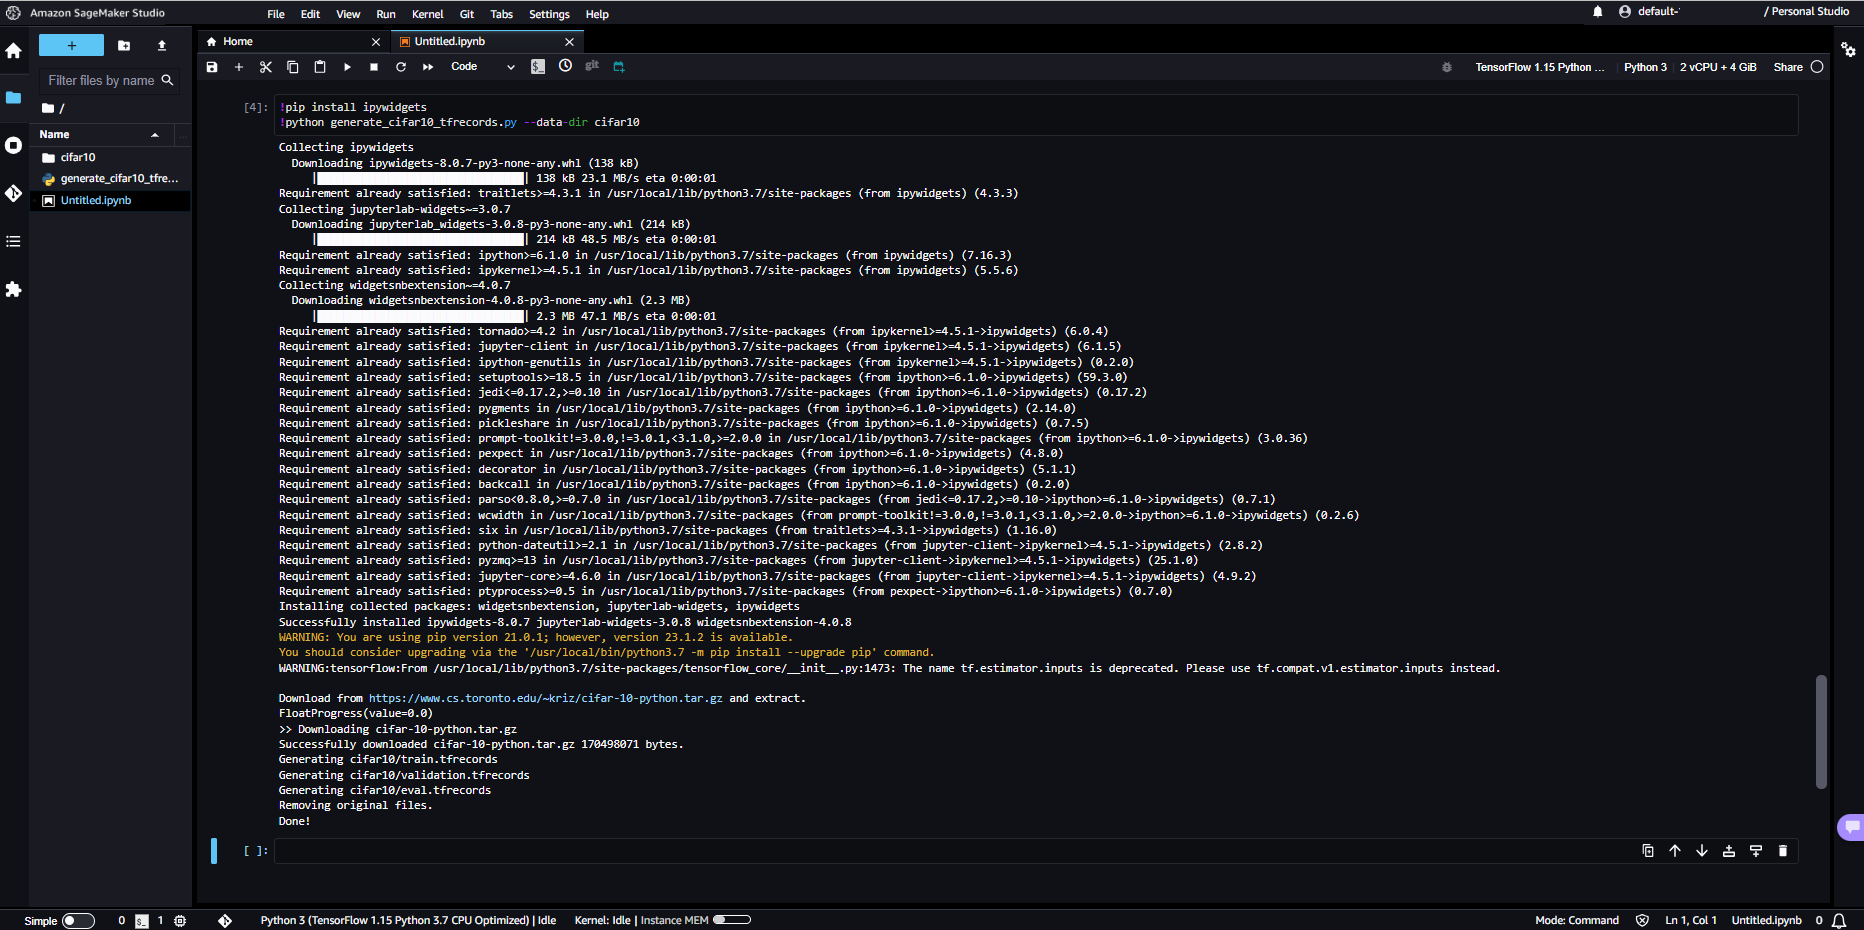 Amazon SageMaker Studio
File Edit View Run Kernel Git Tabs Settings Help
default-
/ Personal Studio
+
Filter files by name
/
Name
cifar10
generate_cifar10_tfre...
Untitled.ipynb
Home
Untitled.ipynb
Code
git
TensorFlow 1.15 Python ... Python 3 2 vCPU + 4 GiB Share
[4]: !pip install ipywidgets
!python generate_cifar10_tfrecords.py --data-dir cifar10
Collecting ipywidgets
Downloading ipywidgets-8.0.7-py3-none-any.whl (138 kB)
|████████████████████████████████| 138 kB 23.1 MB/s eta 0:00:01
Requirement already satisfied: traitlets>=4.3.1 in /usr/local/lib/python3.7/site-packages (from ipywidgets) (4.3.3)
Collecting jupyterlab-widgets~=3.0.7
Downloading jupyterlab_widgets-3.0.8-py3-none-any.whl (214 kB)
|████████████████████████████████| 214 kB 48.5 MB/s eta 0:00:01
Requirement already satisfied: ipython>=6.1.0 in /usr/local/lib/python3.7/site-packages (from ipywidgets) (7.16.3)
Requirement already satisfied: ipykernel>=4.5.1 in /usr/local/lib/python3.7/site-packages (from ipywidgets) (5.5.6)
Collecting widgetsnbextension~=4.0.7
Downloading widgetsnbextension-4.0.8-py3-none-any.whl (2.3 MB)
|████████████████████████████████| 2.3 MB 47.1 MB/s eta 0:00:01
Requirement already satisfied: tornado>=4.2 in /usr/local/lib/python3.7/site-packages (from ipykernel>=4.5.1->ipywidgets) (6.0.4)
Requirement already satisfied: jupyter-client in /usr/local/lib/python3.7/site-packages (from ipykernel>=4.5.1->ipywidgets) (6.1.5)
Requirement already satisfied: ipython-genutils in /usr/local/lib/python3.7/site-packages (from ipykernel>=4.5.1->ipywidgets) (0.2.0)
Requirement already satisfied: setuptools>=18.5 in /usr/local/lib/python3.7/site-packages (from ipython>=6.1.0->ipywidgets) (59.3.0)
Requirement already satisfied: jedi<=0.17.2,>=0.10 in /usr/local/lib/python3.7/site-packages (from ipython>=6.1.0->ipywidgets) (0.17.2)
Requirement already satisfied: pygments in /usr/local/lib/python3.7/site-packages (from ipython>=6.1.0->ipywidgets) (2.14.0)
Requirement already satisfied: pickleshare in /usr/local/lib/python3.7/site-packages (from ipython>=6.1.0->ipywidgets) (0.7.5)
Requirement already satisfied: prompt-toolkit!=3.0.0,!=3.0.1,<3.1.0,>=2.0.0 in /usr/local/lib/python3.7/site-packages (from ipython>=6.1.0->ipywidgets) (3.0.36)
Requirement already satisfied: pexpect in /usr/local/lib/python3.7/site-packages (from ipython>=6.1.0->ipywidgets) (4.8.0)
Requirement already satisfied: decorator in /usr/local/lib/python3.7/site-packages (from ipython>=6.1.0->ipywidgets) (5.1.1)
Requirement already satisfied: backcall in /usr/local/lib/python3.7/site-packages (from ipython>=6.1.0->ipywidgets) (0.2.0)
Requirement already satisfied: parso<0.8.0,>=0.7.0 in /usr/local/lib/python3.7/site-packages (from jedi<=0.17.2,>=0.10->ipython>=6.1.0->ipywidgets) (0.7.1)
Requirement already satisfied: wcwidth in /usr/local/lib/python3.7/site-packages (from prompt-toolkit!=3.0.0,!=3.0.1,<3.1.0,>=2.0.0->ipython>=6.1.0->ipywidgets) (0.2.6)
Requirement already satisfied: six in /usr/local/lib/python3.7/site-packages (from traitlets>=4.3.1->ipywidgets) (1.16.0)
Requirement already satisfied: python-dateutil>=2.1 in /usr/local/lib/python3.7/site-packages (from jupyter-client->ipykernel>=4.5.1->ipywidgets) (2.8.2)
Requirement already satisfied: pyzmq>=13 in /usr/local/lib/python3.7/site-packages (from jupyter-client->ipykernel>=4.5.1->ipywidgets) (25.1.0)
Requirement already satisfied: jupyter-core>=4.6.0 in /usr/local/lib/python3.7/site-packages (from jupyter-client->ipykernel>=4.5.1->ipywidgets) (4.9.2)
Requirement already satisfied: ptyprocess>=0.5 in /usr/local/lib/python3.7/site-packages (from pexpect->ipython>=6.1.0->ipywidgets) (0.7.0)
Installing collected packages: widgetsnbextension, jupyterlab-widgets, ipywidgets
Successfully installed ipywidgets-8.0.7 jupyterlab-widgets-3.0.8 widgetsnbextension-4.0.8
WARNING: You are using pip version 21.0.1; however, version 23.1.2 is available.
You should consider upgrading via the '/usr/local/bin/python3.7 -m pip install --upgrade pip' command.
WARNING:tensorflow:From /usr/local/lib/python3.7/site-packages/tensorflow_core/__init__.py:1473: The name tf.estimator.inputs is deprecated. Please use tf.compat.v1.estimator.inputs instead.
Download from https://www.cs.toronto.edu/~kriz/cifar-10-python.tar.gz and extract.
FloatProgress(value=0.0)
>> Downloading cifar-10-python.tar.gz
Successfully downloaded cifar-10-python.tar.gz 170498071 bytes.
Generating cifar10/train.tfrecords
Generating cifar10/validation.tfrecords
Generating cifar10/eval.tfrecords
Removing original files.
Done!
[ ]:
Simple 0 1 Python 3 (TensorFlow 1.15 Python 3.7 CPU Optimized) | Idle Kernel: Idle | Instance MEM Mode: Command Ln 1, Col 1 Untitled.ipynb 0